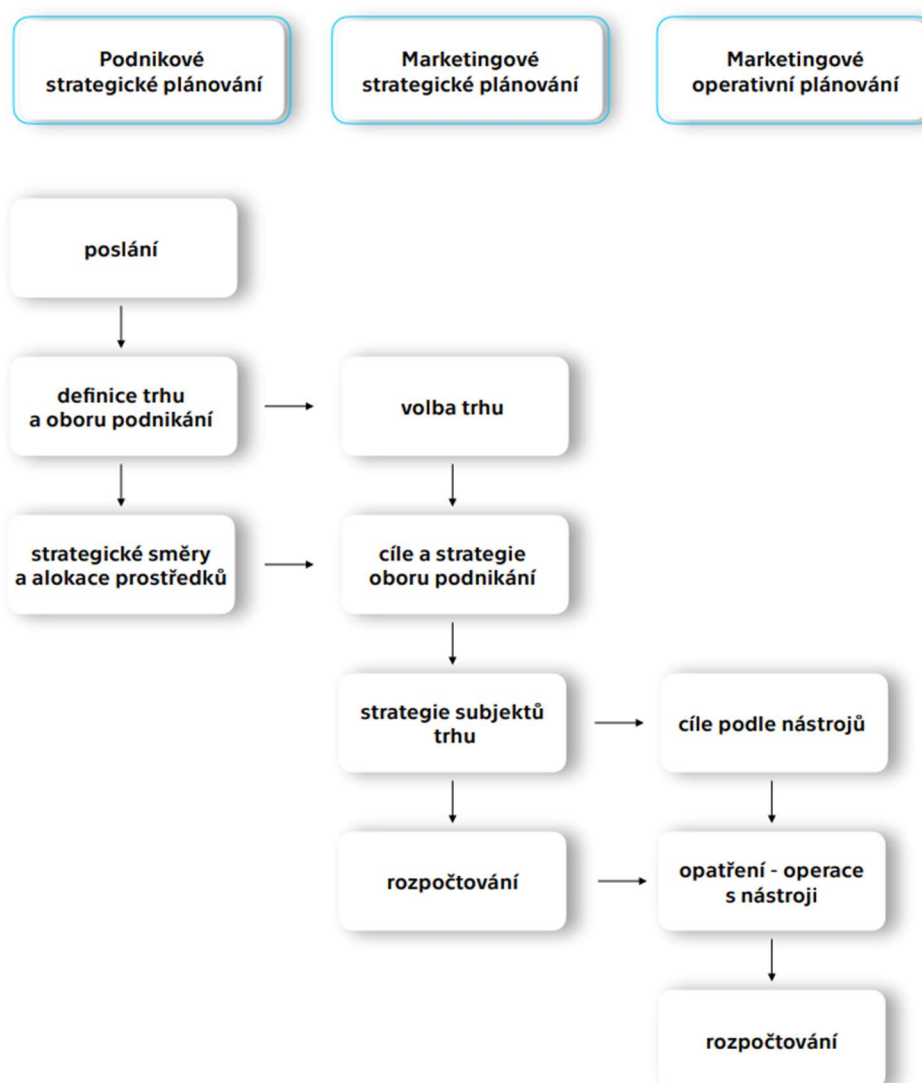 Podnikové
strategické plánování
Marketingové
strategické plánování
Marketingové
operativní plánování
poslání
definice trhu
a oboru podnikání
volba trhu
strategické směry
a alokace prostředků
cíle a strategie
oboru podnikání
strategie subjektů
trhu
cíle podle nástrojů
rozpočtování
opatření - operace
s nástroji
rozpočtování